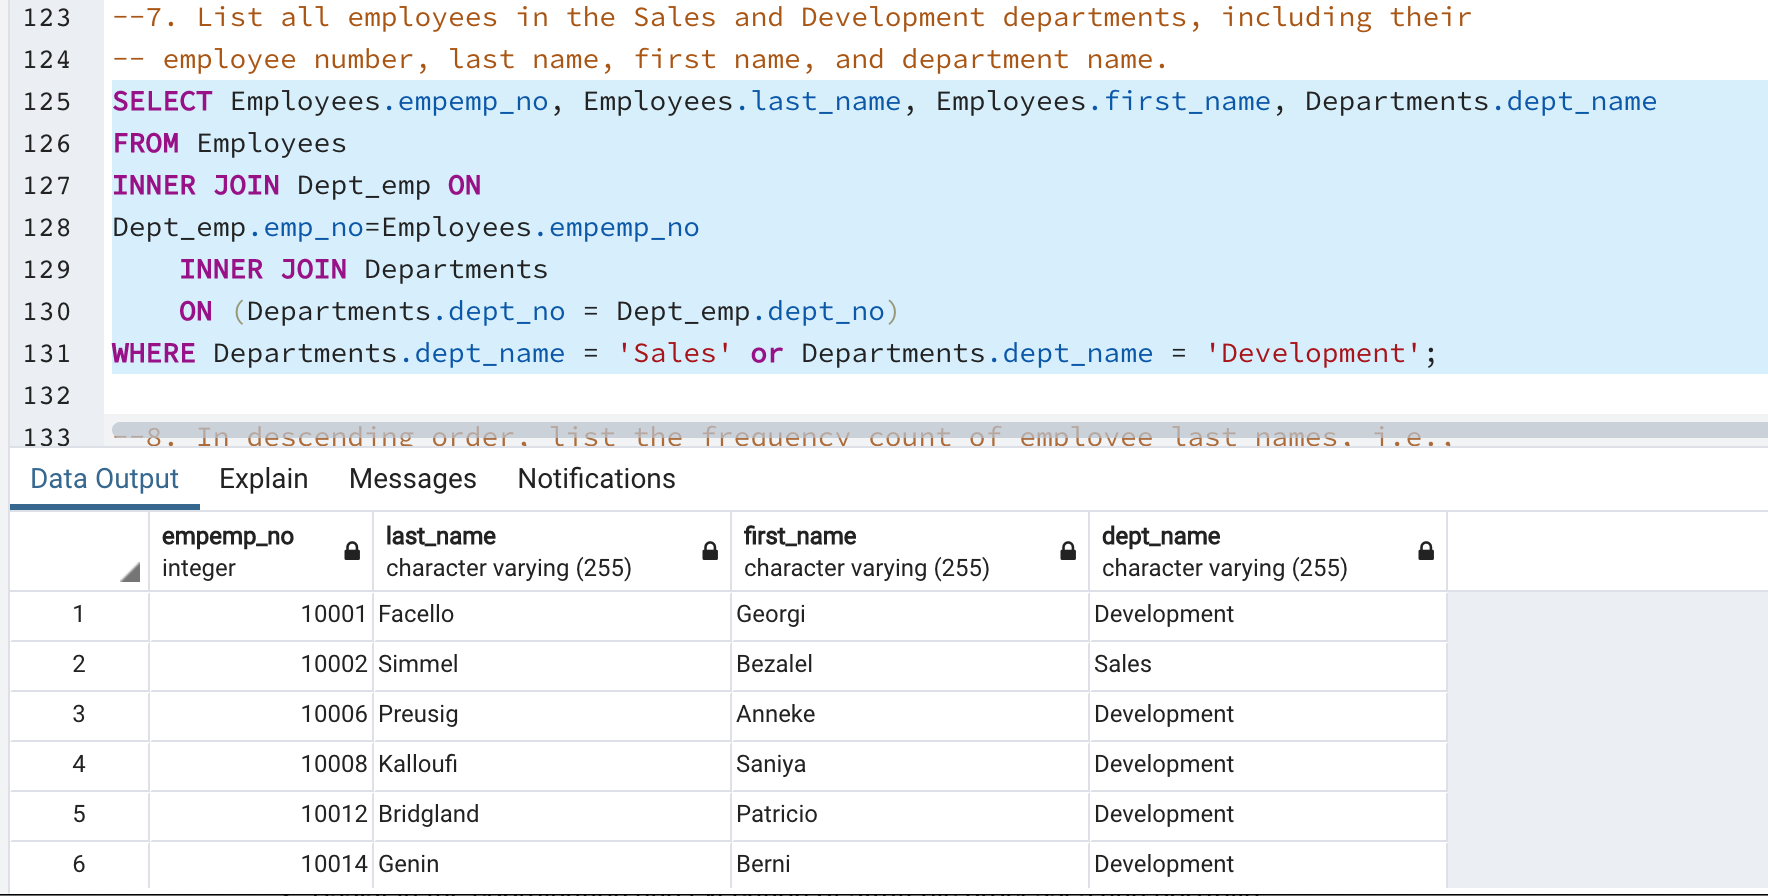 123 --7. List all employees in the Sales and Development departments, including their
124 -- employee number, last name, first name, and department name.
125 SELECT Employees.empemp_no, Employees.last_name, Employees.first_name, Departments.dept_name
126 FROM Employees
127 INNER JOIN Dept_emp ON
128 Dept_emp.emp_no=Employees.empemp_no
129     INNER JOIN Departments
130     ON (Departments.dept_no = Dept_emp.dept_no)
131 WHERE Departments.dept_name = 'Sales' or Departments.dept_name = 'Development';
132
133 --8. In descending order, list the frequency count of employee last names, i.e.,
Data Output Explain Messages Notifications
empemp_no last_name first_name dept_name
integer character varying (255) character varying (255) character varying (255)
1 10001 Facello Georgi Development
2 10002 Simmel Bezalel Sales
3 10006 Preusig Anneke Development
4 10008 Kalloufi Saniya Development
5 10012 Bridgland Patricio Development
6 10014 Genin Berni Development